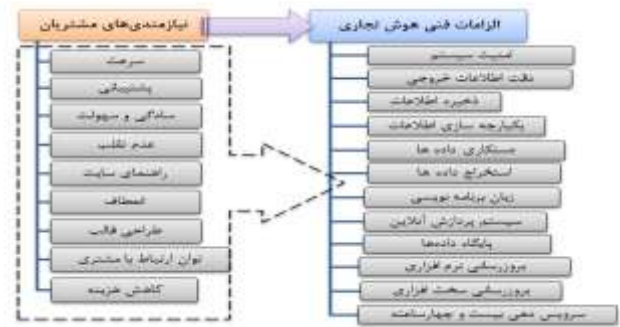 الزامات فنی هوش تجاری
امنیت سیستم
دقت اطلاعات خروجی
ذخیره اطلاعات
یکپارچه سازی اطلاعات
دستکاری داده ها
استخراج داده ها
زبان برنامه نویسی
سیستم پردازش آنلاین
پایگاه داده‌ها
بروزرسانی نرم افزاری
بروزرسانی سخت افزاری
سرویس دهی بیست و چهارساعته
نیازمندی‌های مشتریان
سرعت
پشتیبانی
سادگی و سهولت
عدم تقلب
راهنمای سایت
انعطاف
طراحی قالب
توان ارتباط با مشتری
کاهش هزینه